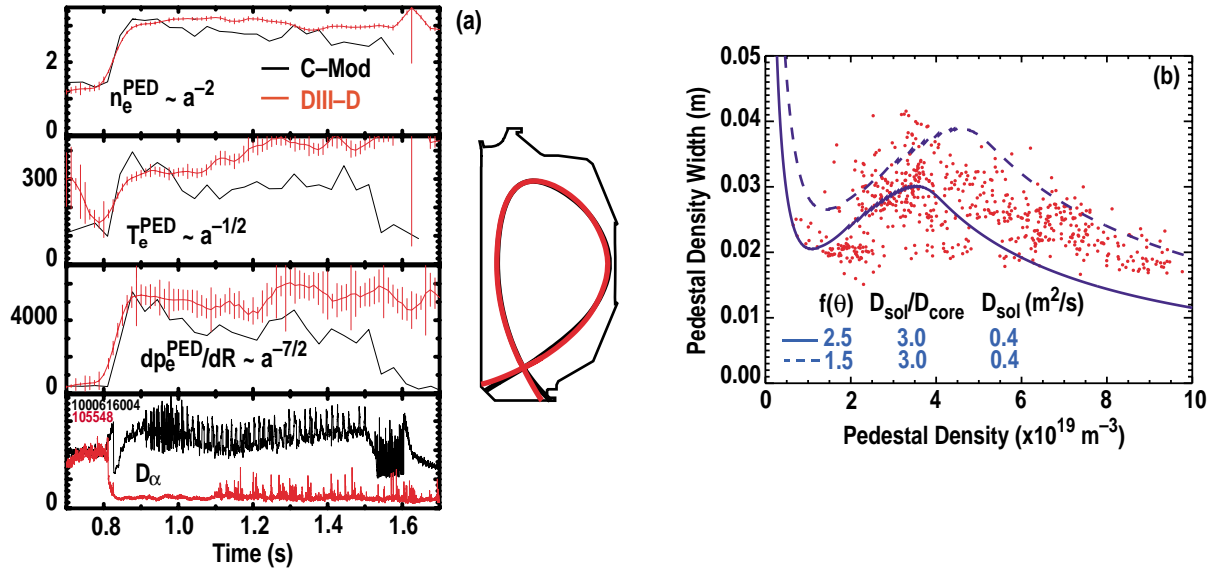 (a)
2
0
n_e^PED ~ a^−2
C–Mod
DIII–D
300
0
T_e^PED ~ a^−1/2
4000
0
dp_e^PED/dR ~ a^−7/2
1000616004
105548
D_α
0
0.8 1.0 1.2 1.4 1.6
Time (s)
(b)
0.05
0.04
0.03
0.02
0.01
0.00
Pedestal Density Width (m)
f(θ) D_sol/D_core D_sol (m²/s)
2.5 3.0 0.4
1.5 3.0 0.4
0 2 4 6 8 10
Pedestal Density (x10^19 m^−3)